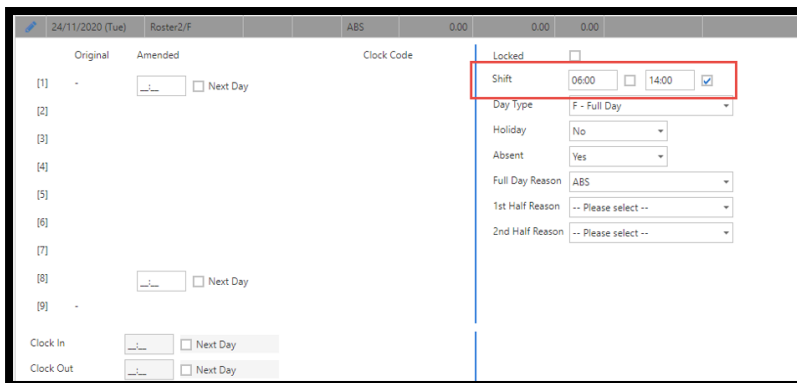 24/11/2020 (Tue) Roster2/F ABS 0.00 0.00 0.00
Original Amended Clock Code
[1] - __:__ Next Day
[2]
[3]
[4]
[5]
[6]
[7]
[8] __:__ Next Day
[9] -
Clock In __:__ Next Day
Clock Out __:__ Next Day
Locked
Shift 06:00 14:00
Day Type F - Full Day
Holiday No
Absent Yes
Full Day Reason ABS
1st Half Reason -- Please select --
2nd Half Reason -- Please select --